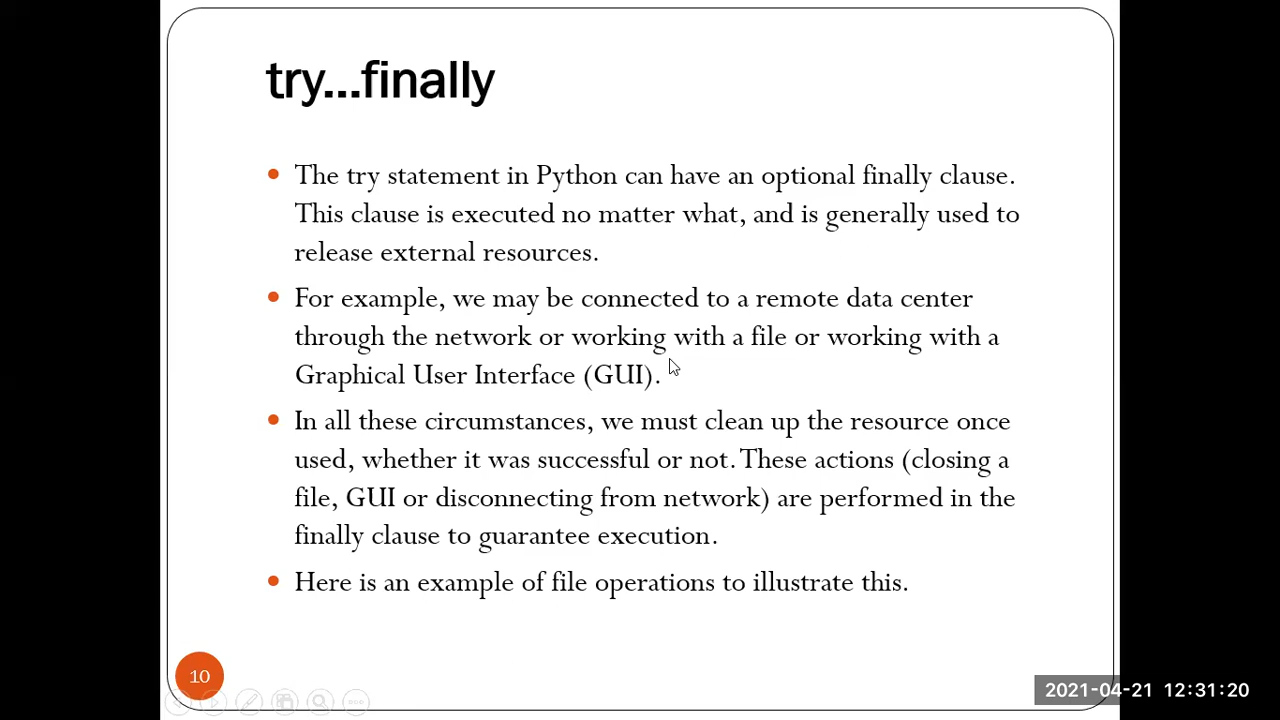 try...finally
The try statement in Python can have an optional finally clause.
This clause is executed no matter what, and is generally used to
release external resources.
For example, we may be connected to a remote data center
through the network or working with a file or working with a
Graphical User Interface (GUI).
In all these circumstances, we must clean up the resource once
used, whether it was successful or not. These actions (closing a
file, GUI or disconnecting from network) are performed in the
finally clause to guarantee execution.
Here is an example of file operations to illustrate this.
10
2021-04-21 12:31:20